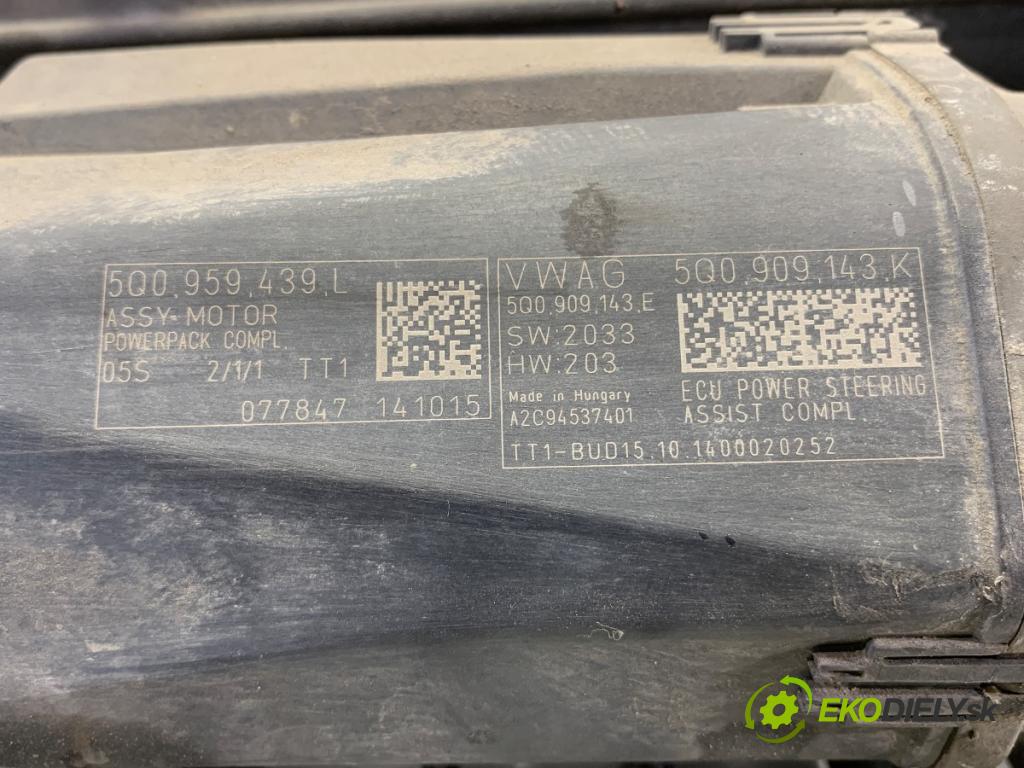 5Q0.959.439.L
ASSY-MOTOR
POWERPACK COMPL.
05S 2/1/1 TT1
077847 141015
VWAG 5Q0.909.143.K
5Q0.909.143.E
SW:2033
HW:203
Made in Hungary
A2C94537401
ECU POWER STEERING
ASSIST COMPL.
TT1-BUD15.10.1400020252
EKODIELY.sk